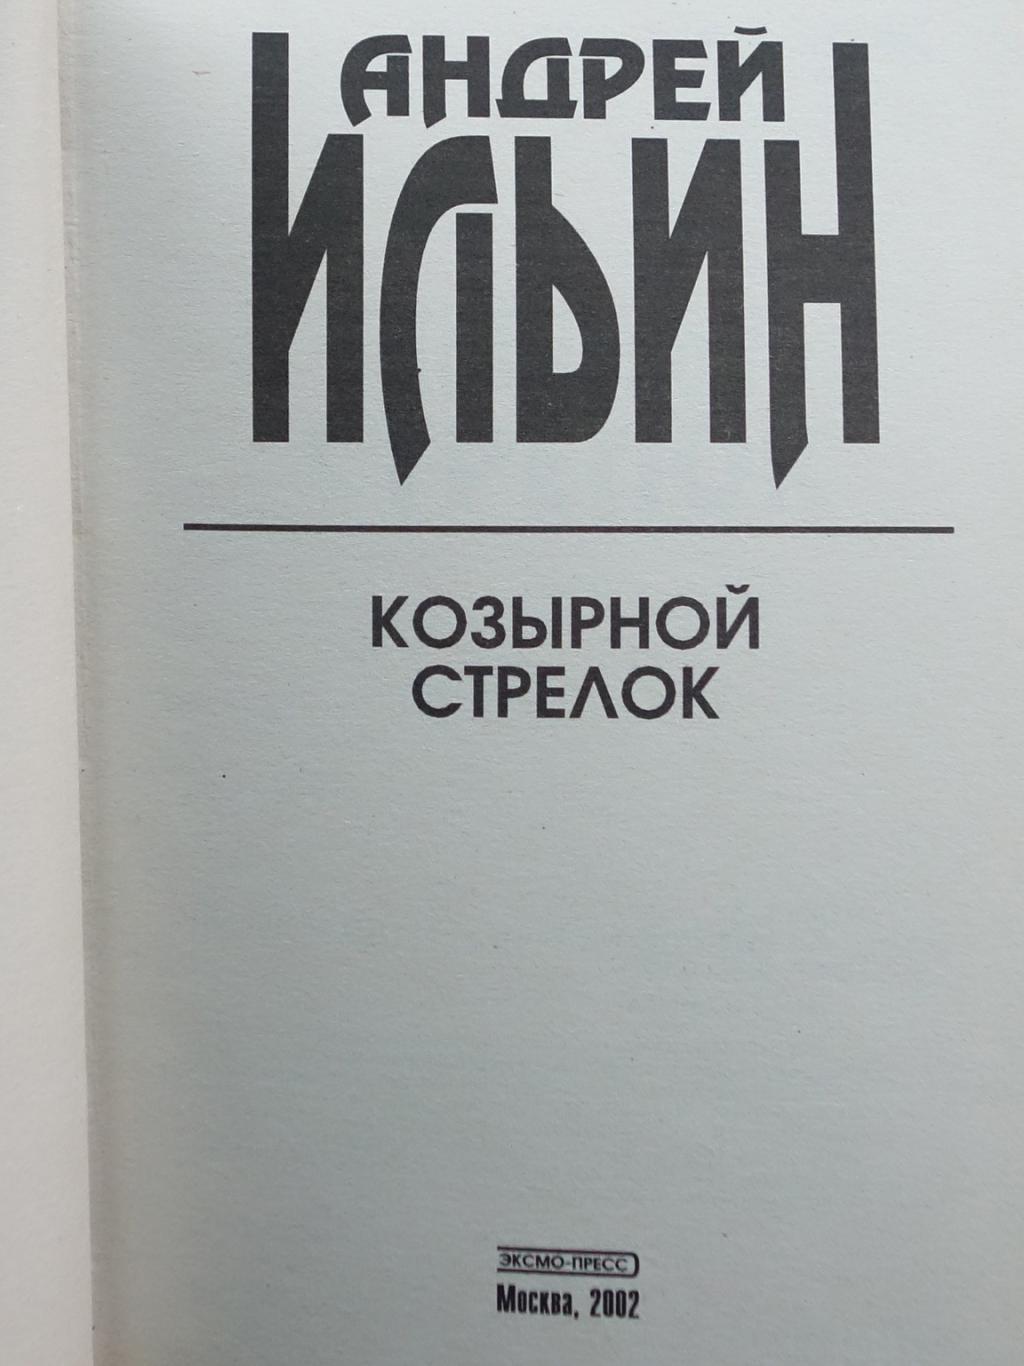 АНДРЕЙ
ИЛЬИН
КОЗЫРНОЙ
СТРЕЛОК
ЭКСМО-ПРЕСС
Москва, 2002